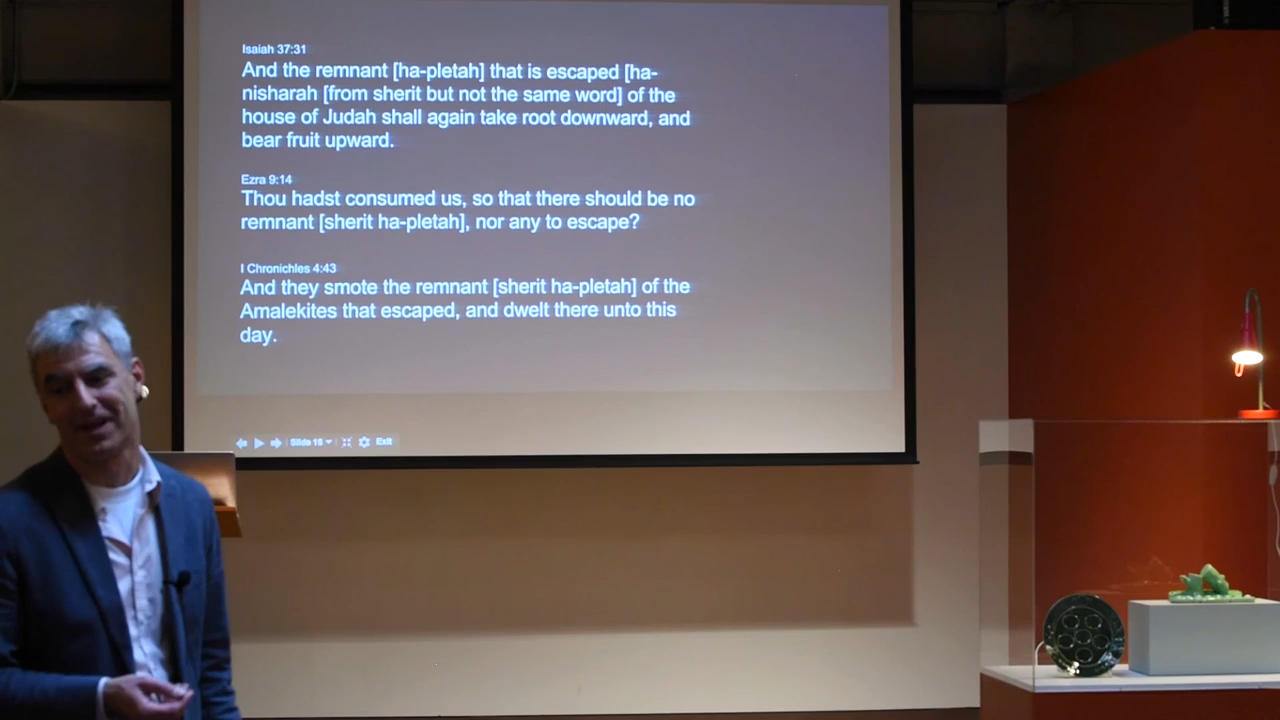 Isaiah 37:31
And the remnant [ha-pletah] that is escaped [ha-
nisharah [from sherit but not the same word] of the
house of Judah shall again take root downward, and
bear fruit upward.
Ezra 9:14
Thou hadst consumed us, so that there should be no
remnant [sherit ha-pletah], nor any to escape?
I Chronichles 4:43
And they smote the remnant [sherit ha-pletah] of the
Amalekites that escaped, and dwelt there unto this
day.
Slide 16 Exit